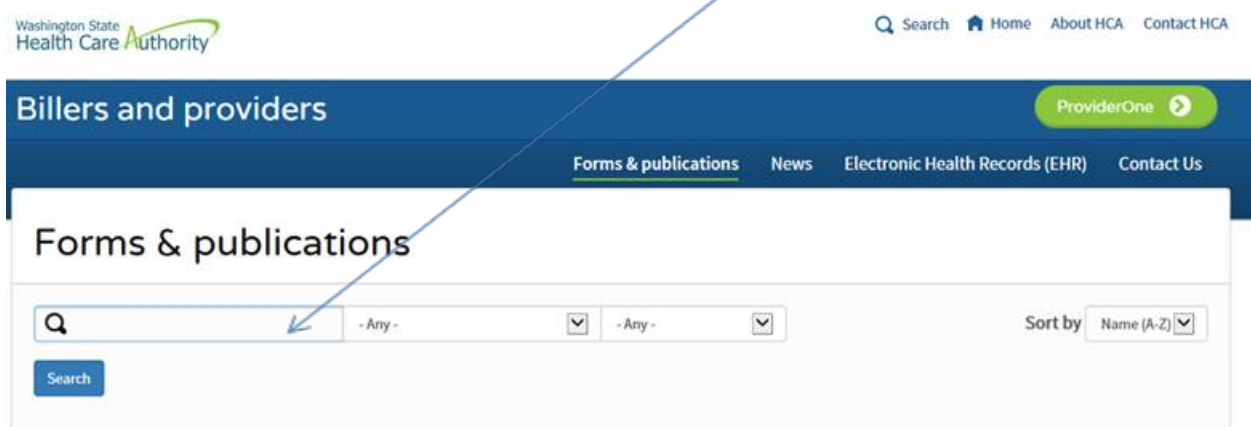 Washington State
Health Care Authority
Search Home About HCA Contact HCA
Billers and providers
ProviderOne
Forms & publications News Electronic Health Records (EHR) Contact Us
Forms & publications
- Any - - Any - Sort by Name (A-Z)
Search